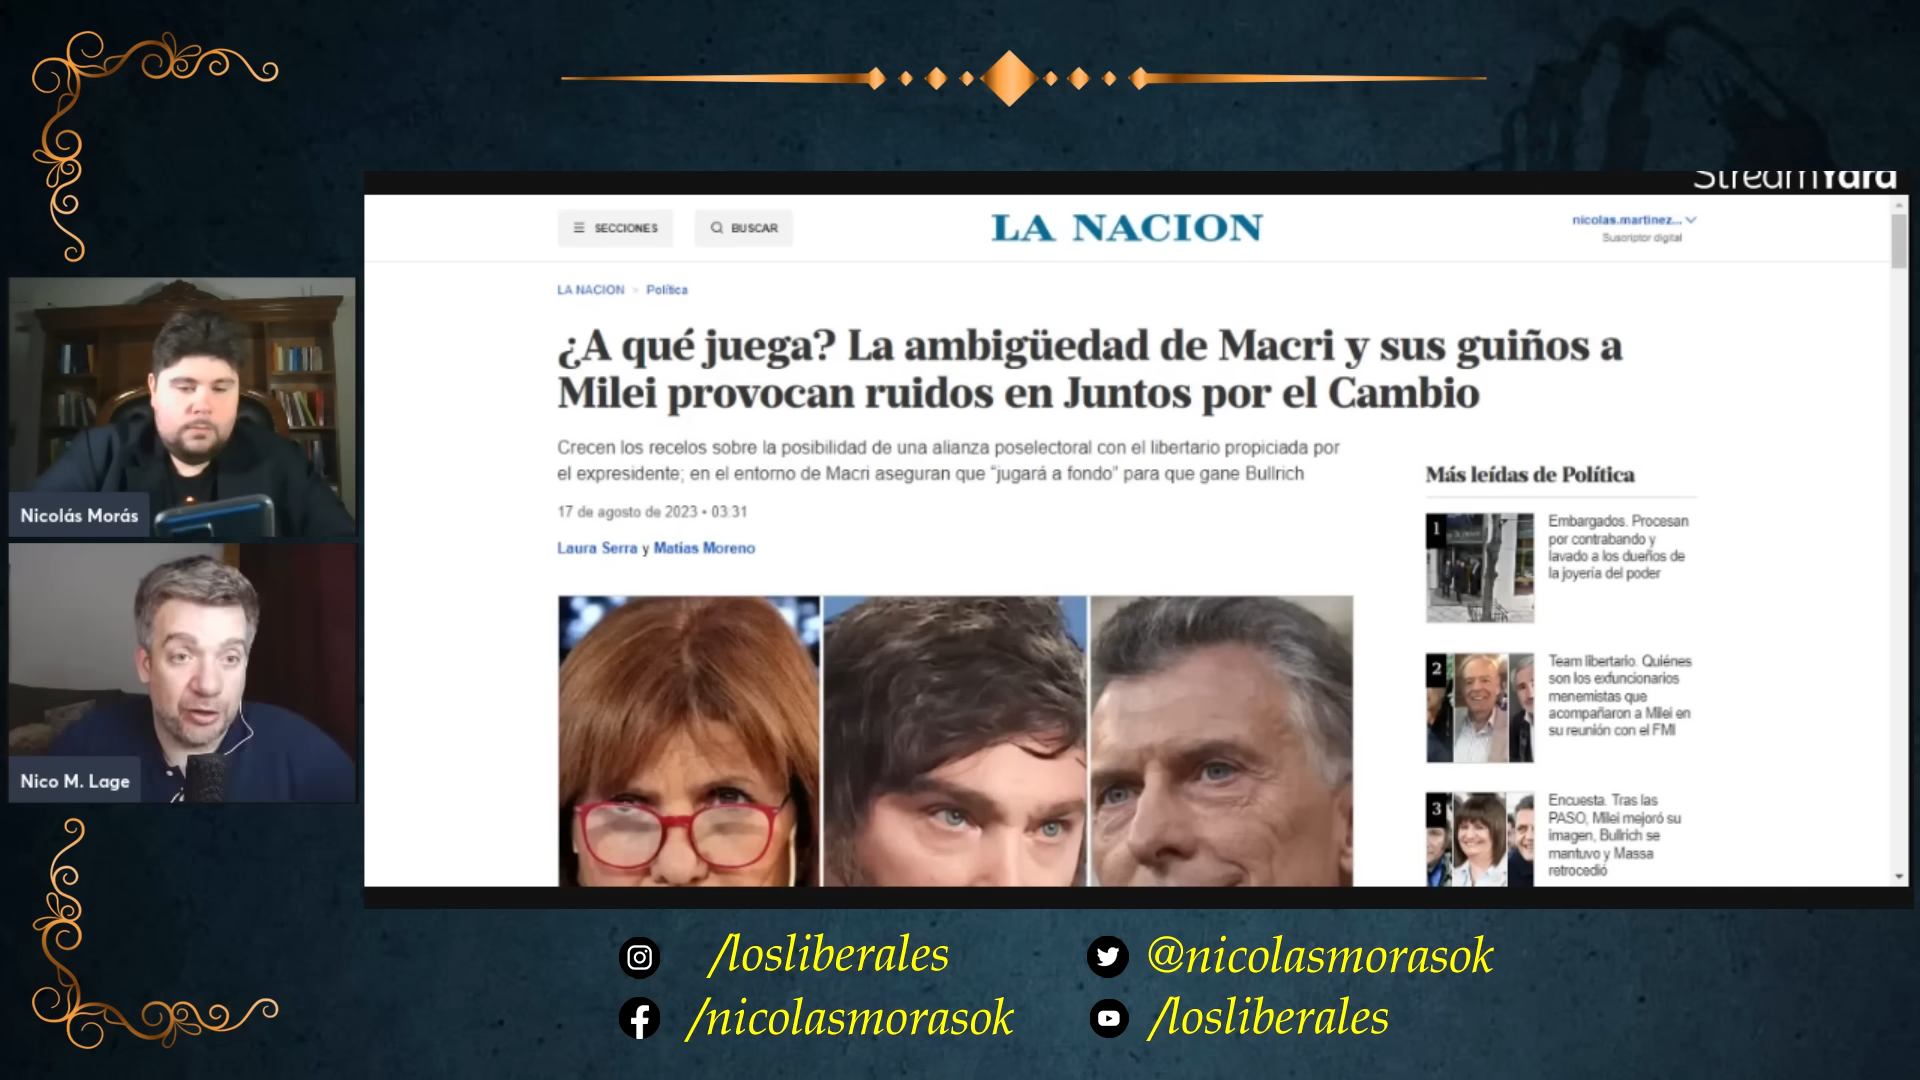 StreamYard
SECCIONES
BUSCAR
LA NACION
nicolas.martinez...
Suscriptor digital
LA NACION > Política
¿A qué juega? La ambigüedad de Macri y sus guiños a
Milei provocan ruidos en Juntos por el Cambio
Crecen los recelos sobre la posibilidad de una alianza poselectoral con el libertario propiciada por
el expresidente; en el entorno de Macri aseguran que “jugará a fondo” para que gane Bullrich
17 de agosto de 2023 • 03:31
Laura Serra y Matías Moreno
Más leídas de Política
1
Embargados. Procesan
por contrabando y
lavado a los dueños de
la joyería del poder
2
Team libertario. Quiénes
son los exfuncionarios
menemistas que
acompañaron a Milei en
su reunión con el FMI
3
Encuesta. Tras las
PASO, Milei mejoró su
imagen, Bullrich se
mantuvo y Massa
retrocedió
Nicolás Morás
Nico M. Lage
/losliberales
@nicolasmorasok
/nicolasmorasok
/losliberales